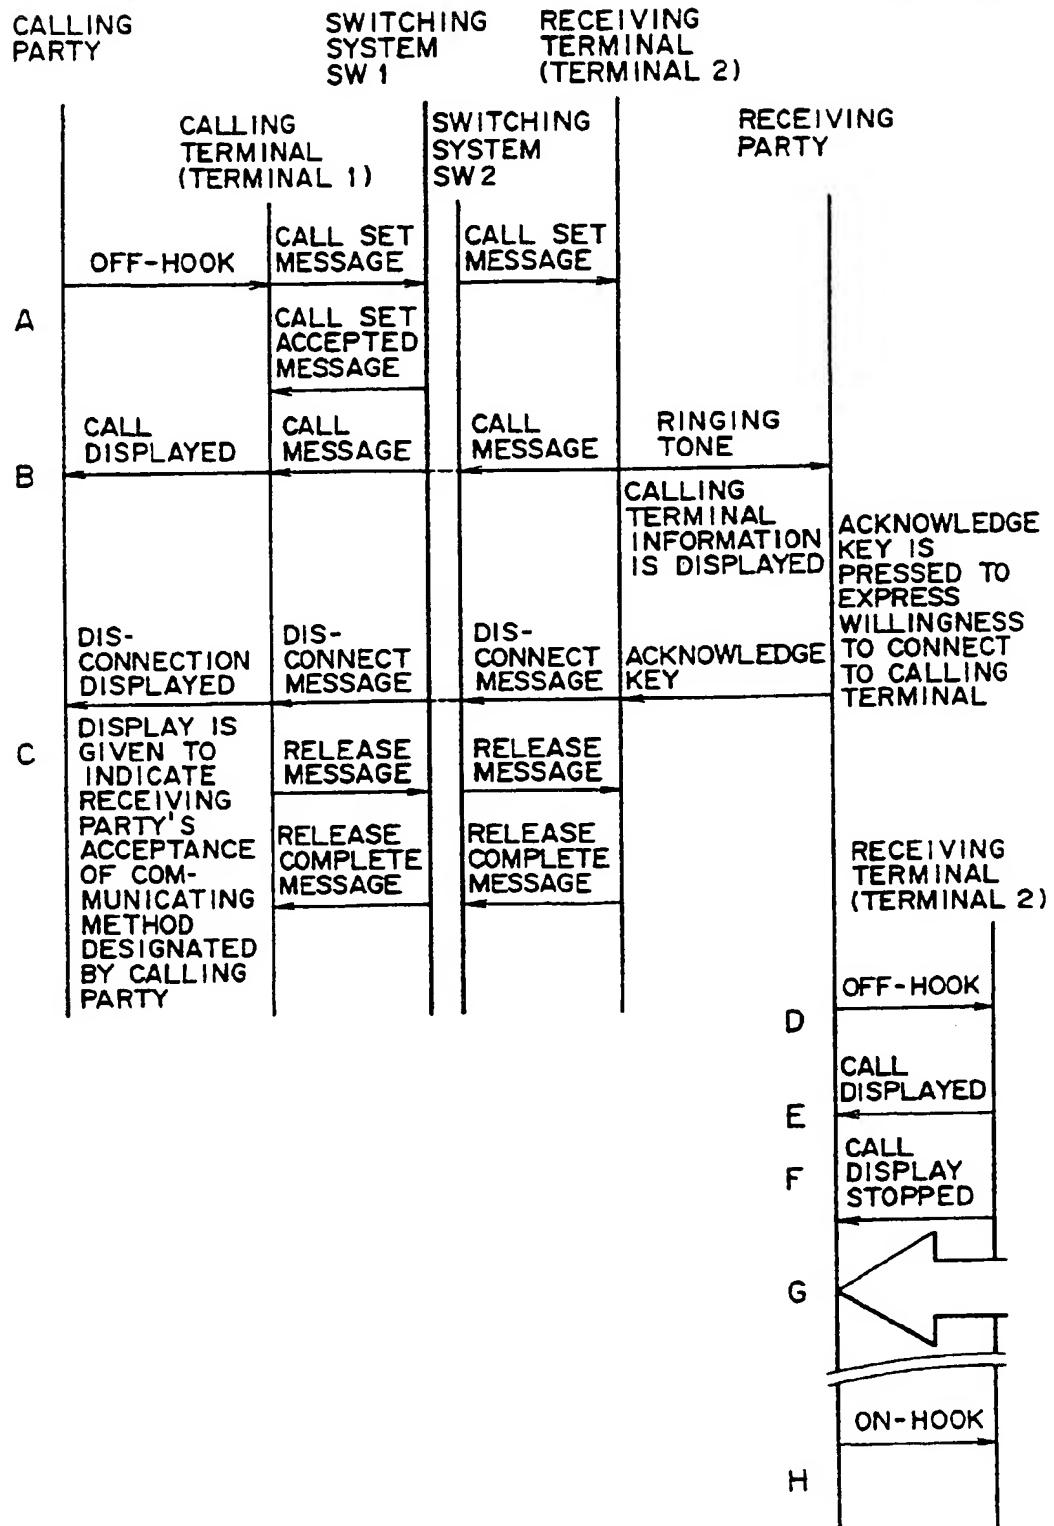 CALLING
PARTY
SWITCHING
SYSTEM
SW 1
RECEIVING
TERMINAL
(TERMINAL 2)
CALLING
TERMINAL
(TERMINAL 1)
SWITCHING
SYSTEM
SW2
RECEIVING
PARTY
OFF-HOOK
CALL SET
MESSAGE
CALL SET
MESSAGE
A
CALL SET
ACCEPTED
MESSAGE
CALL
DISPLAYED
CALL
MESSAGE
CALL
MESSAGE
RINGING
TONE
B
CALLING
TERMINAL
INFORMATION
IS DISPLAYED
ACKNOWLEDGE
KEY IS
PRESSED TO
EXPRESS
WILLINGNESS
TO CONNECT
TO CALLING
TERMINAL
DIS-
CONNECTION
DISPLAYED
DIS-
CONNECT
MESSAGE
DIS-
CONNECT
MESSAGE
ACKNOWLEDGE
KEY
C
DISPLAY IS
GIVEN TO
INDICATE
RECEIVING
PARTY'S
ACCEPTANCE
OF COM-
MUNICATING
METHOD
DESIGNATED
BY CALLING
PARTY
RELEASE
MESSAGE
RELEASE
MESSAGE
RELEASE
COMPLETE
MESSAGE
RELEASE
COMPLETE
MESSAGE
RECEIVING
TERMINAL
(TERMINAL 2)
OFF-HOOK
D
CALL
DISPLAYED
E
CALL
DISPLAY
STOPPED
F
G
ON-HOOK
H